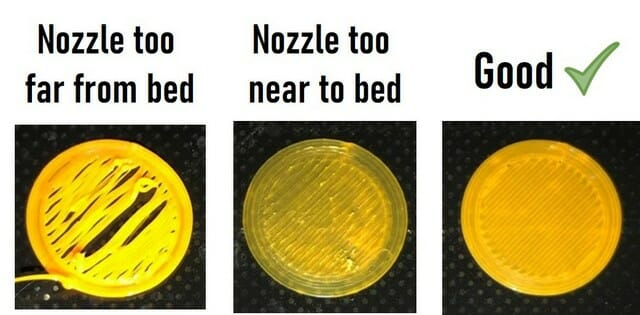 Nozzle too
far from bed
Nozzle too
near to bed
Good